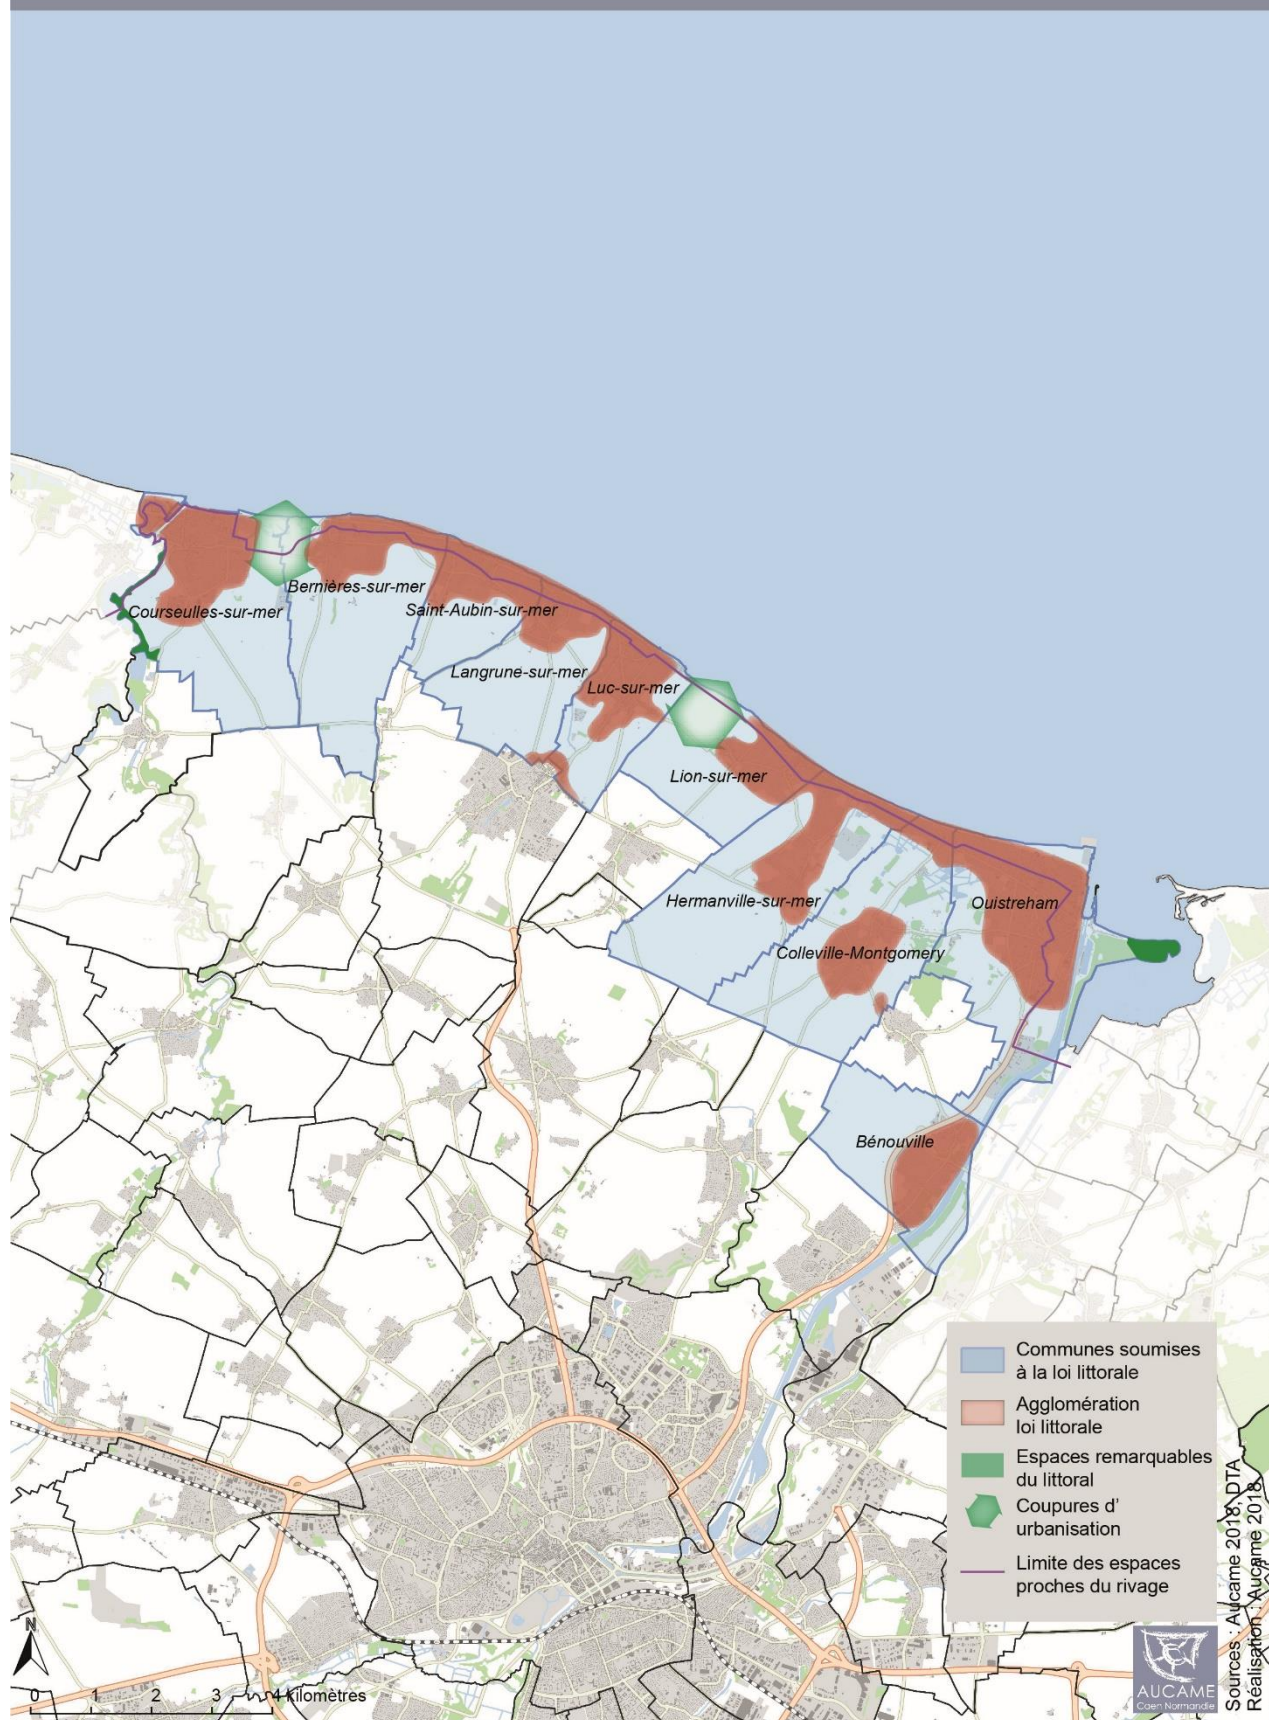 Bernières-sur-mer
Courseulles-sur-mer
Saint-Aubin-sur-mer
Langrune-sur-mer
Luc-sur-mer
Lion-sur-mer
Hermanville-sur-mer
Ouistreham
Colleville-Montgomery
Bénouville
Communes soumises
à la loi littorale
Agglomération
loi littorale
Espaces remarquables
du littoral
Coupures d'
urbanisation
Limite des espaces
proches du rivage
N
0 1 2 3 4 kilomètres
AUCAME
Caen Normandie
Sources : Aucame 2018, DTA
Réalisation : Aucame 2018